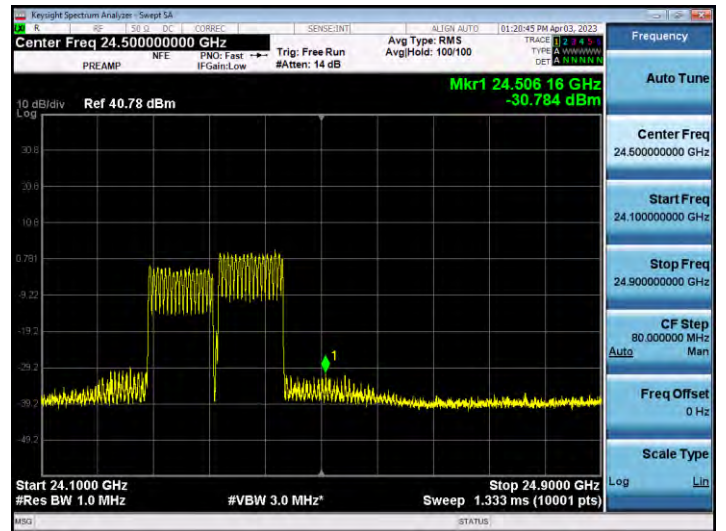 Keysight Spectrum Analyzer - Swept SA
R RF 50 Ω DC CORREC SENSE:INT ALIGN AUTO 01:28:45 PM Apr 03, 2023
Center Freq 24.500000000 GHz
NFE PNO: Fast Trig: Free Run Avg Type: RMS TRACE 1 2 3 4 5 6
PREAMP IFGain:Low #Atten: 14 dB Avg|Hold: 100/100 TYPE A WWWWW
DET A N N N N N
Mkr1 24.506 16 GHz
-30.784 dBm
10 dB/div Ref 40.78 dBm
Log
30.8
20.8
10.8
0.781
-9.22
-19.2
-29.2
-39.2
-49.2
1
Start 24.1000 GHz Stop 24.9000 GHz
#Res BW 1.0 MHz #VBW 3.0 MHz* Sweep 1.333 ms (10001 pts)
MSG STATUS
Frequency
Auto Tune
Center Freq
24.500000000 GHz
Start Freq
24.100000000 GHz
Stop Freq
24.900000000 GHz
CF Step
80.000000 MHz
Auto Man
Freq Offset
0 Hz
Scale Type
Log Lin